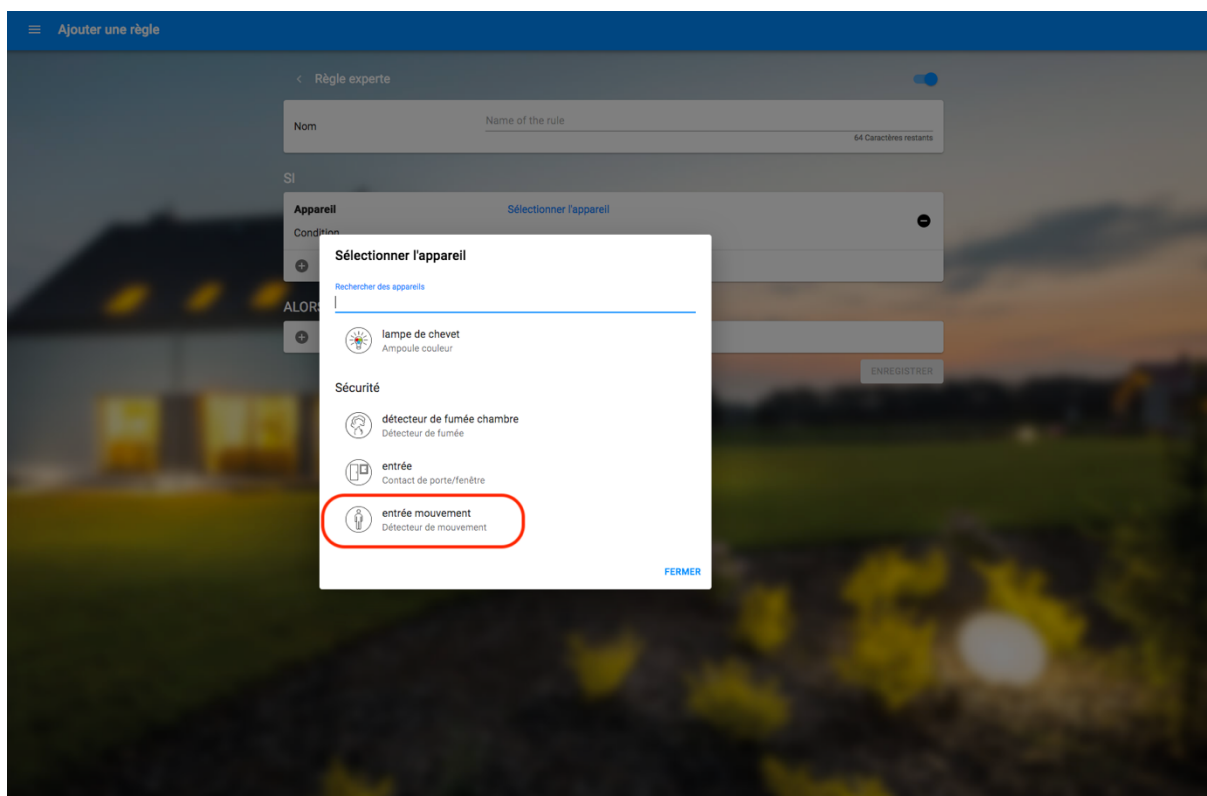 Ajouter une règle
Règle experte
Nom
Name of the rule
64 Caractères restants
SI
Appareil
Sélectionner l'appareil
Condition
Sélectionner l'appareil
Rechercher des appareils
ALORS
lampe de chevet
Ampoule couleur
ENREGISTRER
Sécurité
détecteur de fumée chambre
Détecteur de fumée
entrée
Contact de porte/fenêtre
entrée mouvement
Détecteur de mouvement
FERMER